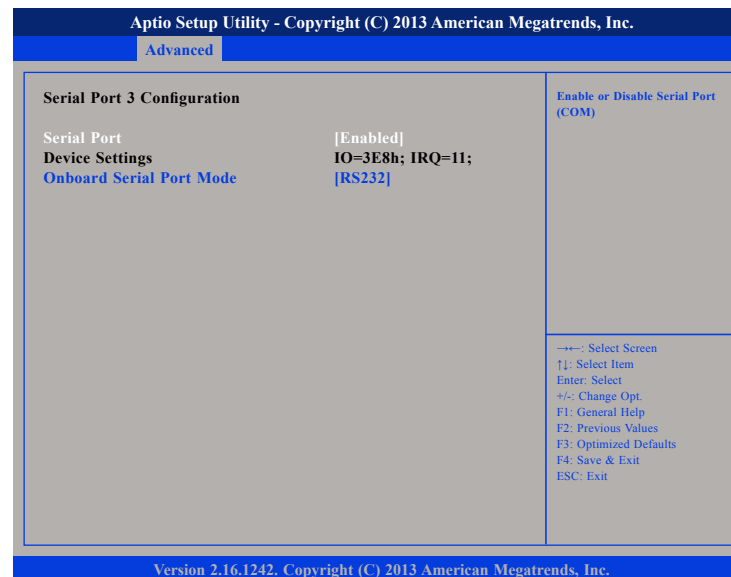 Aptio Setup Utility - Copyright (C) 2013 American Megatrends, Inc.
Advanced
Serial Port 3 Configuration
Serial Port [Enabled]
Device Settings IO=3E8h; IRQ=11;
Onboard Serial Port Mode [RS232]
Enable or Disable Serial Port
(COM)
→←: Select Screen
↑↓: Select Item
Enter: Select
+/-: Change Opt.
F1: General Help
F2: Previous Values
F3: Optimized Defaults
F4: Save & Exit
ESC: Exit
Version 2.16.1242. Copyright (C) 2013 American Megatrends, Inc.